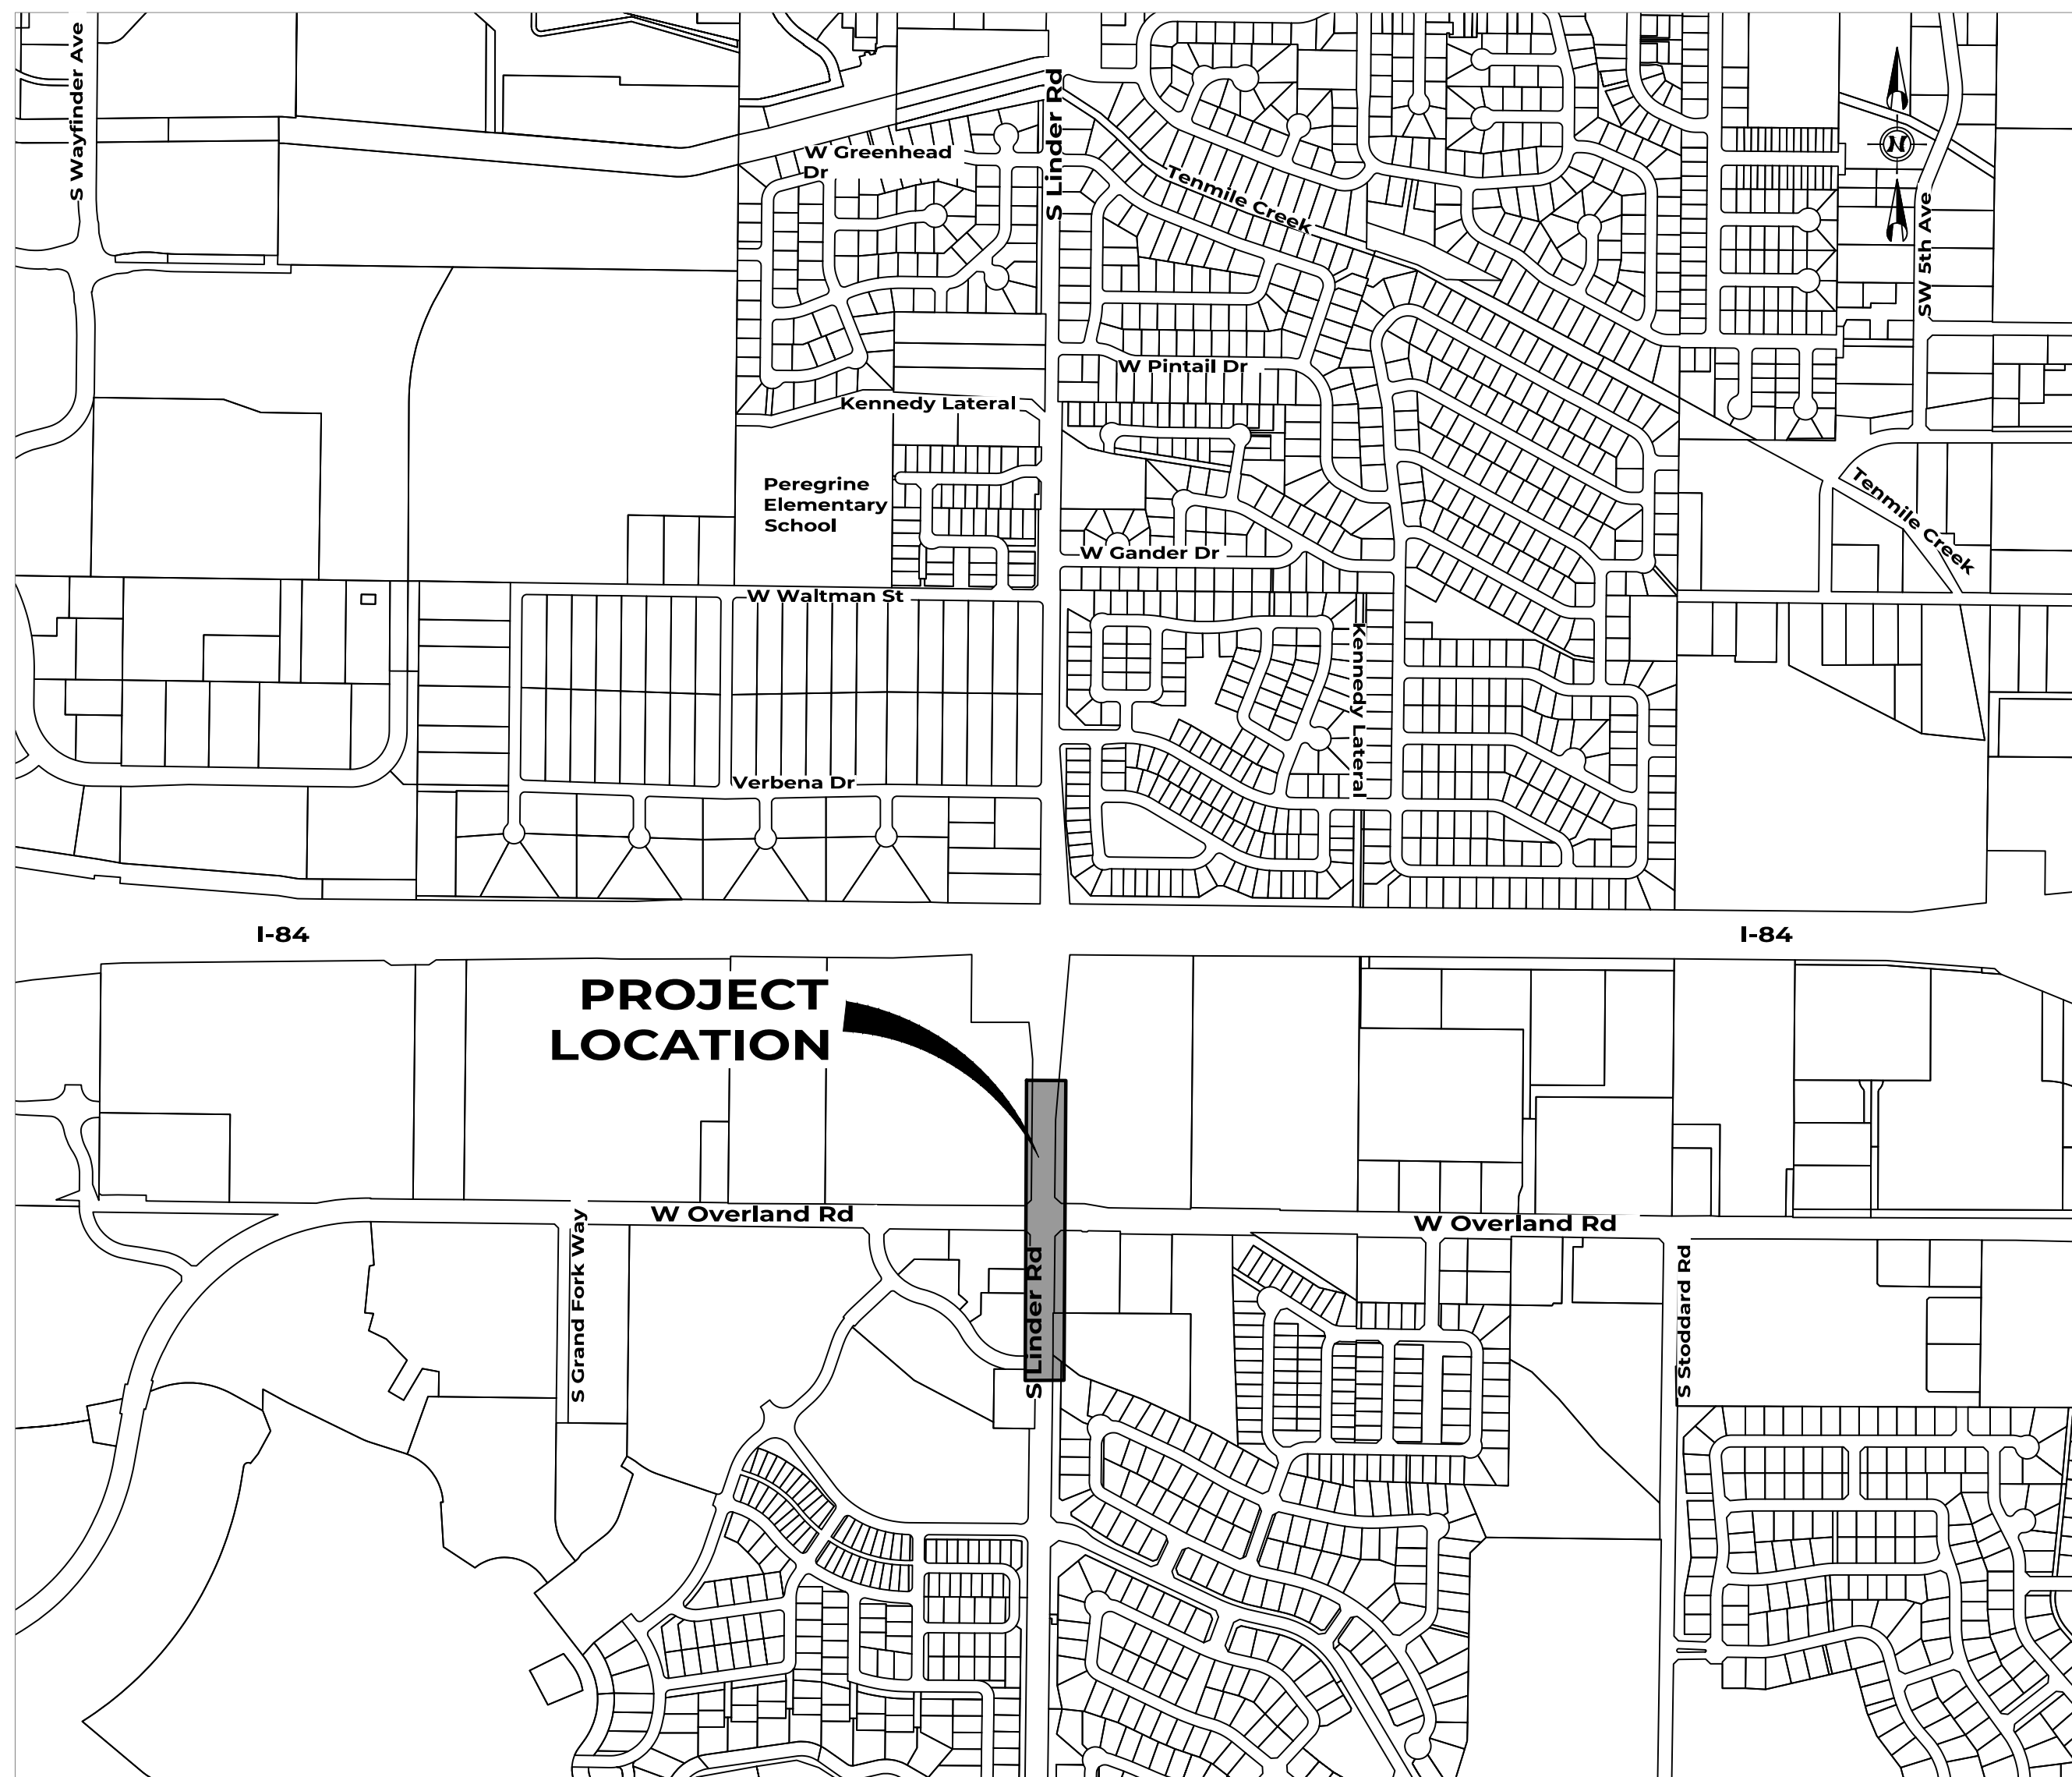 S Wayfinder Ave
S Linder Rd
W Greenhead
Dr
Tenmile Creek
N
SW 5th Ave
W Pintail Dr
Kennedy Lateral
Peregrine
Elementary
School
Tenmile Creek
W Gander Dr
W Waltman St
Kennedy Lateral
Verbena Dr
I-84
I-84
PROJECT
LOCATION
W Overland Rd
W Overland Rd
S Grand Fork Way
S Linder Rd
S Stoddard Rd